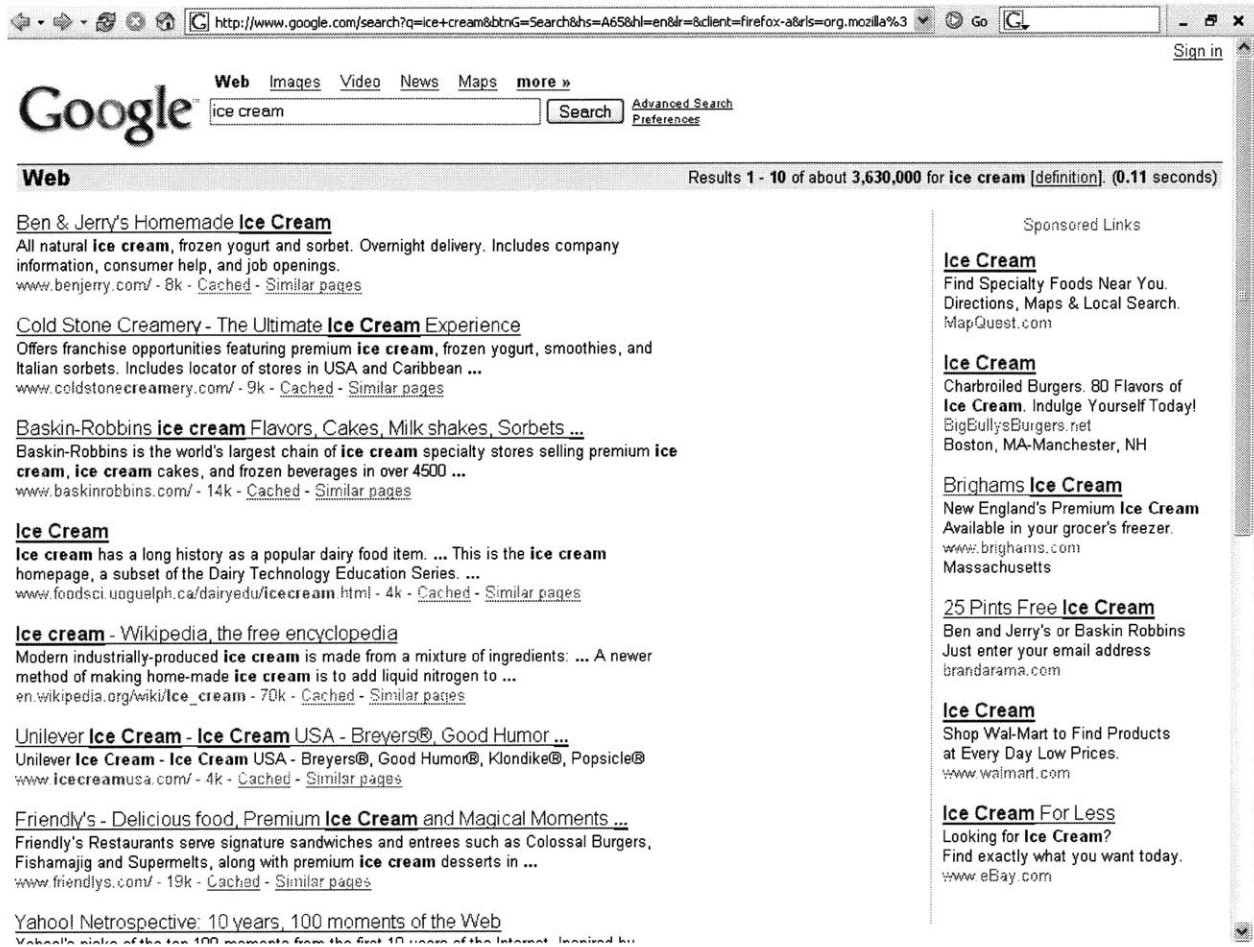 http://www.google.com/search?q=ice+cream&btnG=Search&hs=A65&hl=en&lr=&client=firefox-a&rls=org.mozilla%3 Go G
Sign in
Web Images Video News Maps more »
Google™ ice cream Search Advanced Search
Preferences
Web Results 1 - 10 of about 3,630,000 for ice cream [definition]. (0.11 seconds)
Ben & Jerry's Homemade Ice Cream
All natural ice cream, frozen yogurt and sorbet. Overnight delivery. Includes company
information, consumer help, and job openings.
www.benjerry.com/ - 8k - Cached - Similar pages
Cold Stone Creamery - The Ultimate Ice Cream Experience
Offers franchise opportunities featuring premium ice cream, frozen yogurt, smoothies, and
Italian sorbets. Includes locator of stores in USA and Caribbean ...
www.coldstonecreamery.com/ - 9k - Cached - Similar pages
Baskin-Robbins ice cream Flavors, Cakes, Milk shakes, Sorbets ...
Baskin-Robbins is the world's largest chain of ice cream specialty stores selling premium ice
cream, ice cream cakes, and frozen beverages in over 4500 ...
www.baskinrobbins.com/ - 14k - Cached - Similar pages
Ice Cream
Ice cream has a long history as a popular dairy food item. ... This is the ice cream
homepage, a subset of the Dairy Technology Education Series. ...
www.foodsci.uoguelph.ca/dairyedu/icecream.html - 4k - Cached - Similar pages
Ice cream - Wikipedia, the free encyclopedia
Modern industrially-produced ice cream is made from a mixture of ingredients: ... A newer
method of making home-made ice cream is to add liquid nitrogen to ...
en.wikipedia.org/wiki/Ice_cream - 70k - Cached - Similar pages
Unilever Ice Cream - Ice Cream USA - Breyers®, Good Humor ...
Unilever Ice Cream - Ice Cream USA - Breyers®, Good Humor®, Klondike®, Popsicle®
www.icecreamusa.com/ - 4k - Cached - Similar pages
Friendly's - Delicious food, Premium Ice Cream and Magical Moments ...
Friendly's Restaurants serve signature sandwiches and entrees such as Colossal Burgers,
Fishamajig and Supermelts, along with premium ice cream desserts in ...
www.friendlys.com/ - 19k - Cached - Similar pages
Yahoo! Netrospective: 10 years, 100 moments of the Web
Yahoo!'s picks of the top 100 moments from the first 10 years of the Internet. Inspired by
Sponsored Links
Ice Cream
Find Specialty Foods Near You.
Directions, Maps & Local Search.
MapQuest.com
Ice Cream
Charbroiled Burgers. 80 Flavors of
Ice Cream. Indulge Yourself Today!
BigBullysBurgers.net
Boston, MA-Manchester, NH
Brighams Ice Cream
New England's Premium Ice Cream
Available in your grocer's freezer.
www.brighams.com
Massachusetts
25 Pints Free Ice Cream
Ben and Jerry's or Baskin Robbins
Just enter your email address
brandarama.com
Ice Cream
Shop Wal-Mart to Find Products
at Every Day Low Prices.
www.walmart.com
Ice Cream For Less
Looking for Ice Cream?
Find exactly what you want today.
www.eBay.com